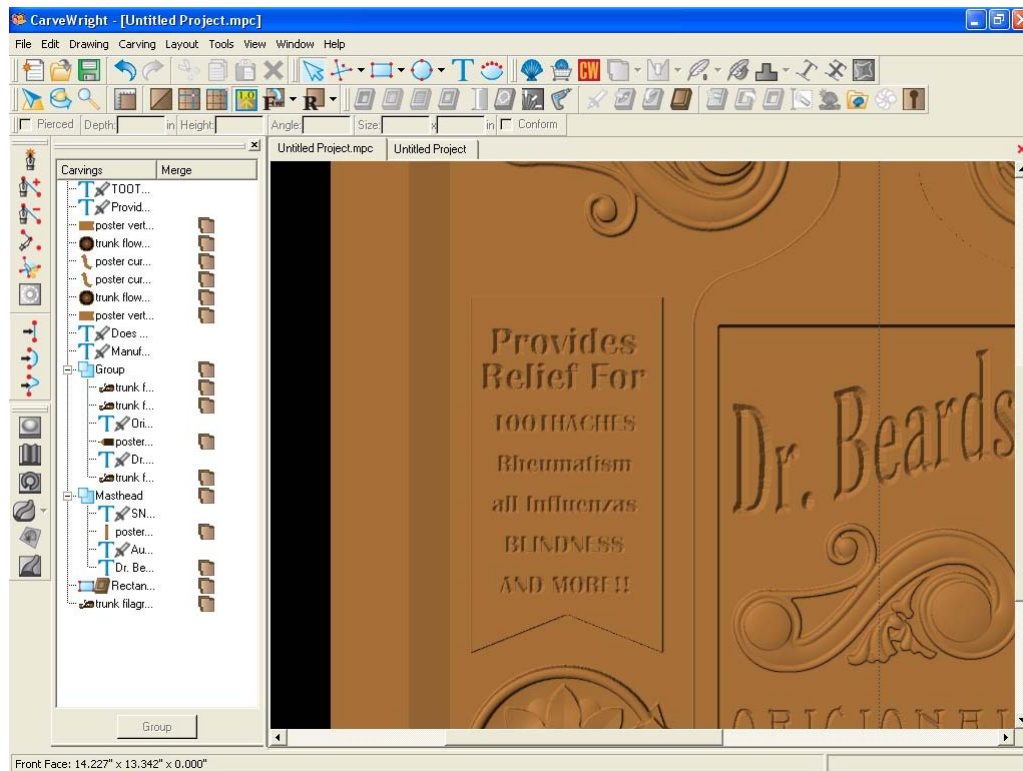 CarveWright - [Untitled Project.mpc]
File Edit Drawing Carving Layout Tools View Window Help
T CW
F R 1.0
Pierced Depth: in Height: Angle: Size: x in Conform
Untitled Project.mpc Untitled Project
Carvings Merge
TOOT...
Provid...
poster vert...
trunk flow...
poster cur...
poster cur...
trunk flow...
poster vert...
Does ...
Manuf...
Group
trunk f...
trunk f...
Ori...
poster...
Dr....
trunk f...
Masthead
SN...
poster...
Au...
Dr. Be...
Rectan...
trunk filagr...
Group
Provides
Relief For
TOOTHACHES
Rheumatism
all Influenzas
BLINDNESS
AND MORE!!
Dr. Beards
ORIGIONAL
Front Face: 14.227" x 13.342" x 0.000"